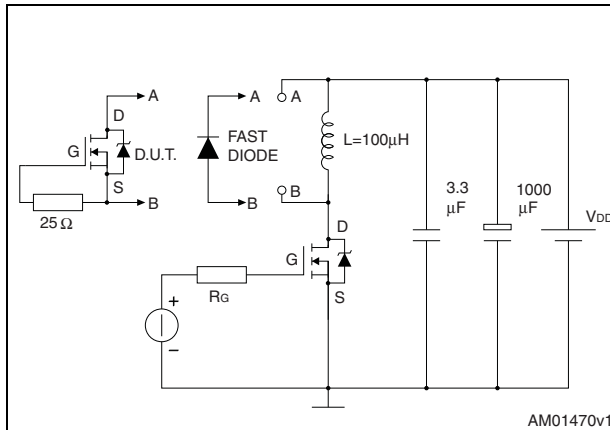 A
D
G
D.U.T.
S
B
25 Ω
A
FAST
DIODE
B
A
L=100μH
B
D
G
S
RG
+
–
3.3
μF
1000
μF
VDD
AM01470v1